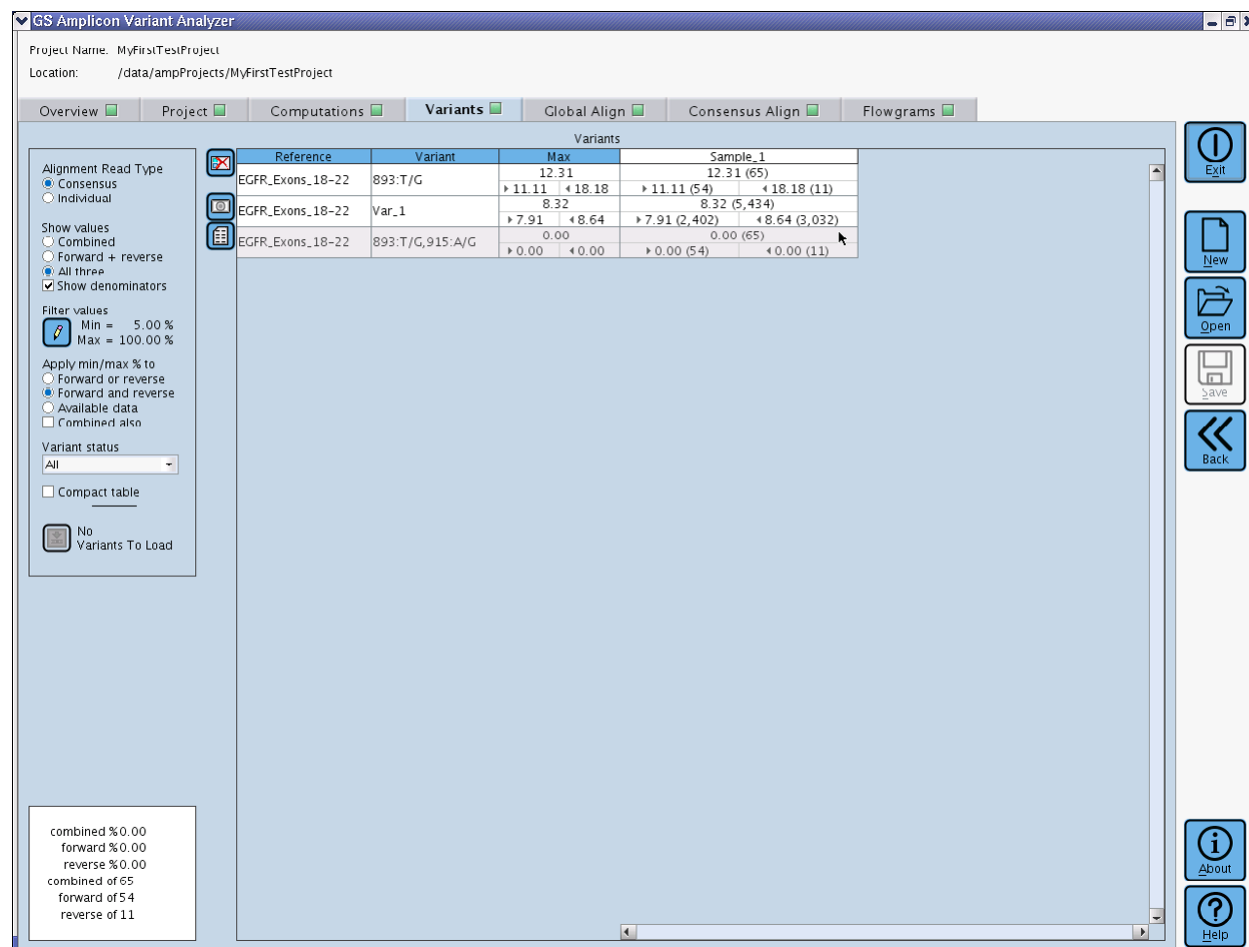 GS Amplicon Variant Analyzer
Project Name: MyFirstTestProject
Location: /data/ampProjects/MyFirstTestProject
Overview Project Computations Variants Global Align Consensus Align Flowgrams
Variants
Alignment Read Type
Consensus
Individual
Show values
Combined
Forward + reverse
All three
Show denominators
Filter values
Min = 5.00 %
Max = 100.00 %
Apply min/max % to
Forward or reverse
Forward and reverse
Available data
Combined also
Variant status
All
Compact table
No
Variants To Load
Reference Variant Max Sample_1
EGFR_Exons_18-22 893:T/G 12.31 12.31 (65)
11.11 18.18 11.11 (54) 18.18 (11)
EGFR_Exons_18-22 Var_1 8.32 8.32 (5,434)
7.91 8.64 7.91 (2,402) 8.64 (3,032)
EGFR_Exons_18-22 893:T/G,915:A/G 0.00 0.00 (65)
0.00 0.00 0.00 (54) 0.00 (11)
combined %0.00
forward %0.00
reverse %0.00
combined of 65
forward of 54
reverse of 11
Exit
New
Open
Save
Back
About
Help